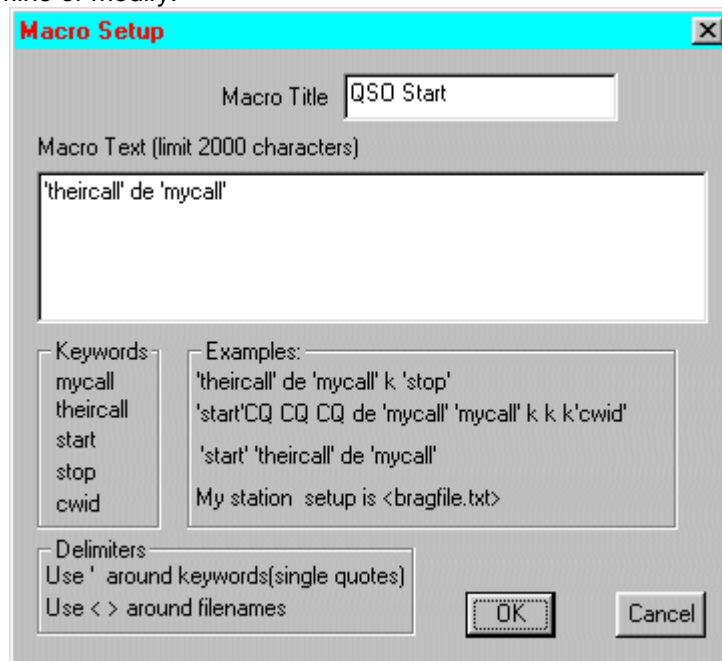 or modify.
Macro Setup
Macro Title QSO Start
Macro Text (limit 2000 characters)
'theircall' de 'mycall'
Keywords
mycall
theircall
start
stop
cwid
Examples:
'theircall' de 'mycall' k 'stop'
'start'CQ CQ CQ de 'mycall' 'mycall' k k k'cwid'
'start' 'theircall' de 'mycall'
My station setup is <bragfile.txt>
Delimiters
Use ' around keywords(single quotes)
Use < > around filenames
OK
Cancel